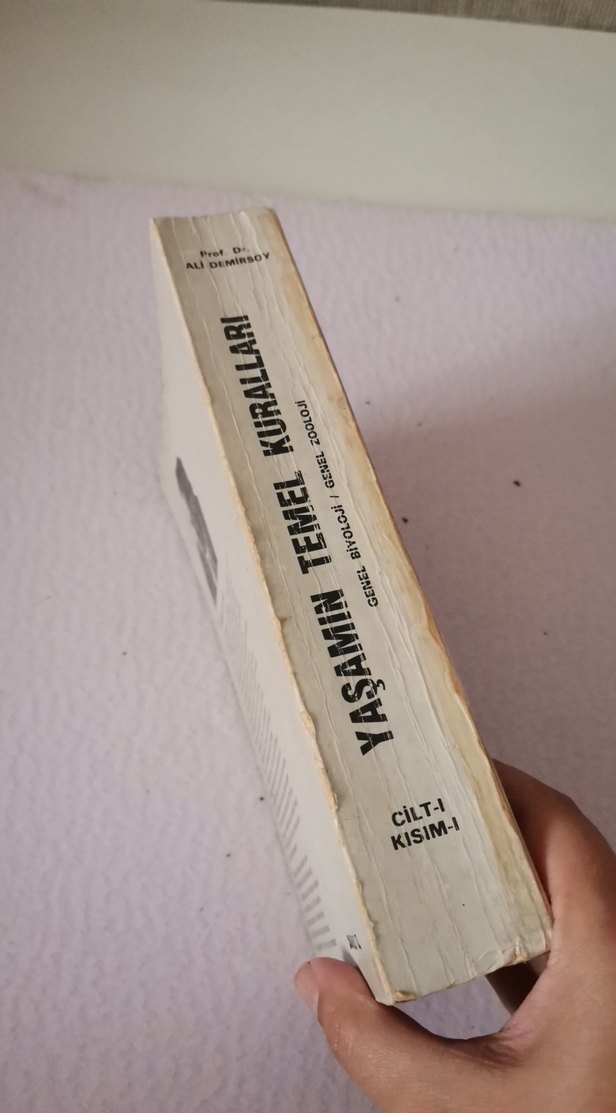 Prof. Dr.
ALİ DEMİRSOY
YAŞAMIN TEMEL KURALLARI
GENEL BİYOLOJİ / GENEL ZOOLOJİ
CİLT-I
KISIM-I